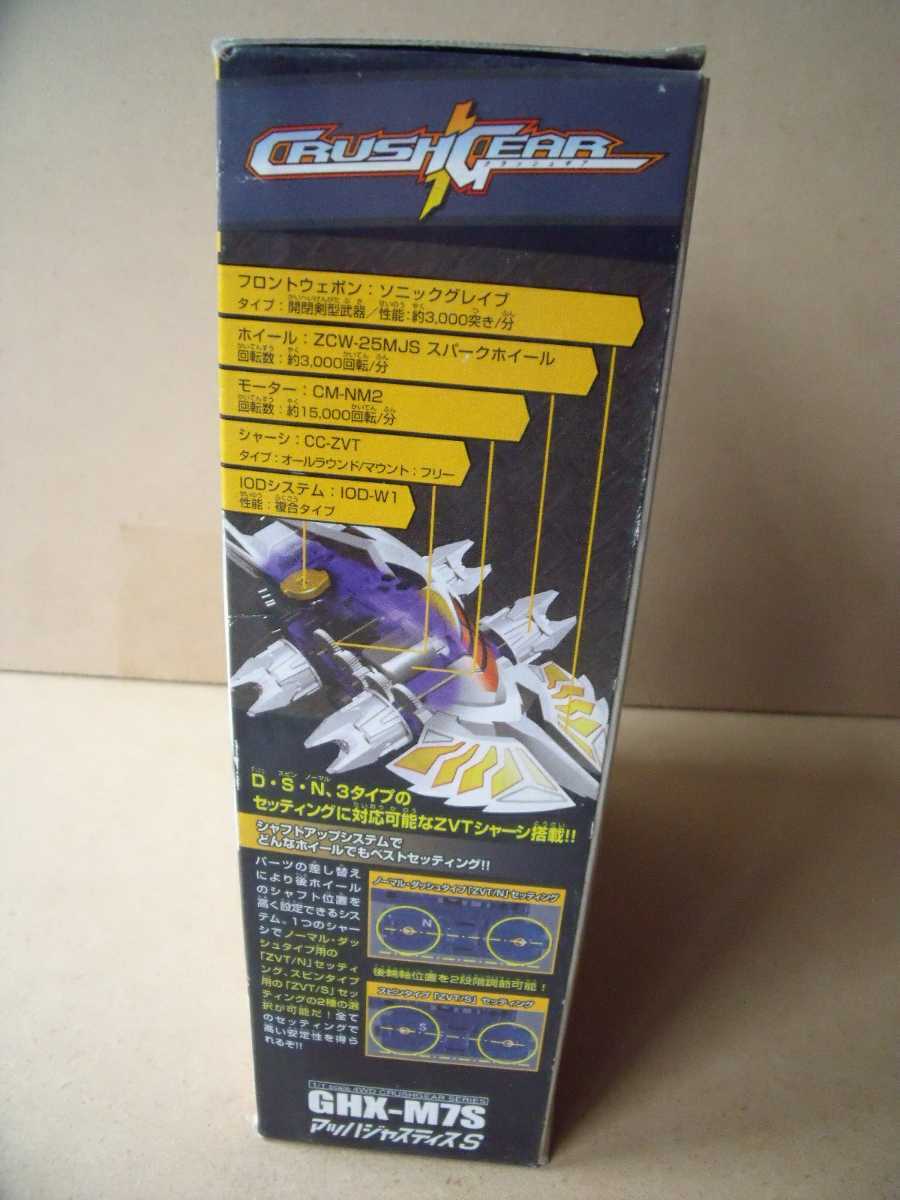 CRUSHGEAR
クラッシュギア
フロントウェポン：ソニックグレイブ
タイプ：開閉剣型武器／性能：約3,000突き/分
ホイール：ZCW-25MJS スパークホイール
回転数：約3,000回転/分
モーター：CM-NM2
回転数：約15,000回転/分
シャーシ：CC-ZVT
タイプ：オールラウンド/マウント：フリー
IODシステム：IOD-W1
性能：複合タイプ
D・S・N、3タイプの
セッティングに対応可能なZVTシャーシ搭載!!
シャフトアップシステムで
どんなホイールでもベストセッティング!!
パーツの差し替え
により後ホイール
のシャフト位置を
高く設定できるシス
テム。1つのシャー
シでノーマル・ダッ
シュタイプ用の
「ZVT/N」セッティ
ング、スピンタイプ
用の「ZVT/S」セッ
ティングの2種の選
択が可能だ！全て
のセッティングで
高い安定性を得ら
れるぞ!!
ノーマル・ダッシュタイプ「ZVT/N」セッティング
N
後輪軸位置を2段階調節可能！
スピンタイプ「ZVT/S」セッティング
S
1/1 SCALE 4WD CRUSHGEAR SERIES
GHX-M7S
マッハジャスティスS